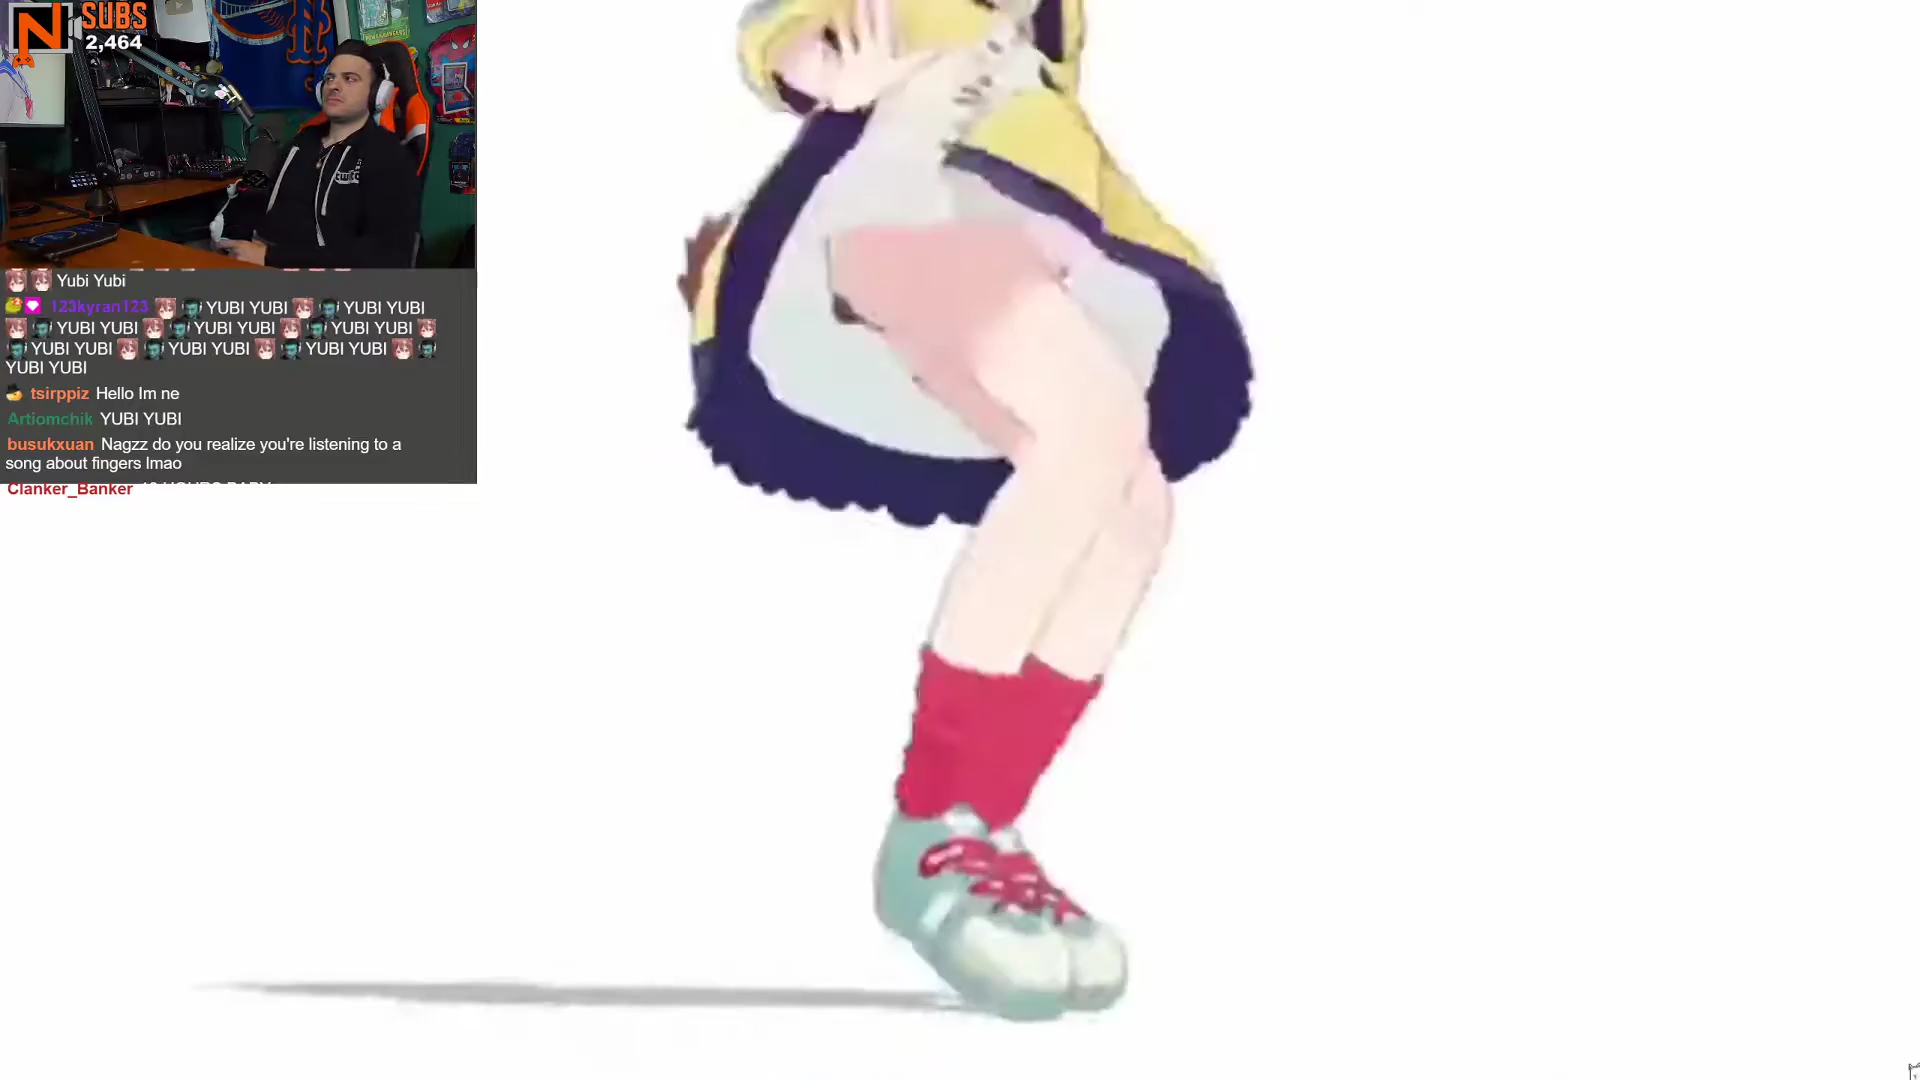 SUBS
2,464
Yubi Yubi
123kyran123 YUBI YUBI YUBI YUBI
YUBI YUBI YUBI YUBI YUBI YUBI
YUBI YUBI YUBI YUBI YUBI YUBI
YUBI YUBI
tsirppiz Hello Im ne
Artiomchik YUBI YUBI
busukxuan Nagzz do you realize you're listening to a
song about fingers lmao
Clanker_Banker